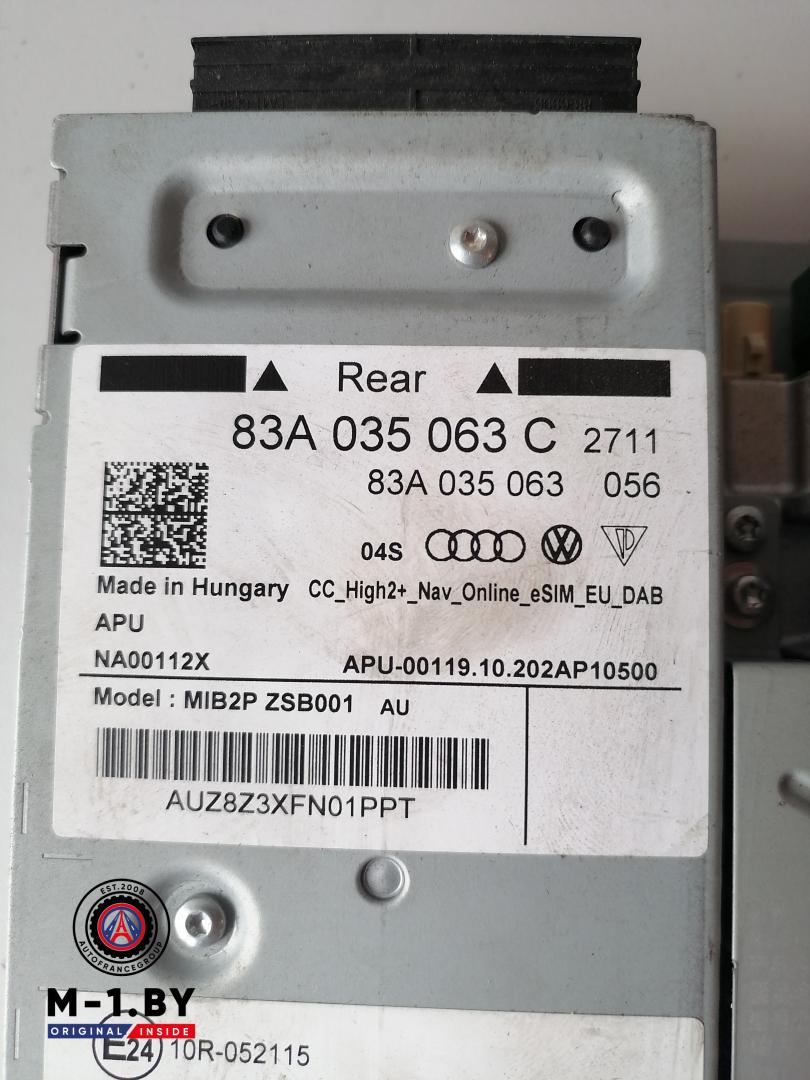 Rear
83A 035 063 C 2711
83A 035 063 056
04S
Made in Hungary CC_High2+_Nav_Online_eSIM_EU_DAB
APU
NA00112X APU-00119.10.202AP10500
Model : MIB2P ZSB001 AU
AUZ8Z3XFN01PPT
EST.2008
AUTOFRANCEGROUP
M-1.BY
ORIGINAL INSIDE
E24 10R-052115